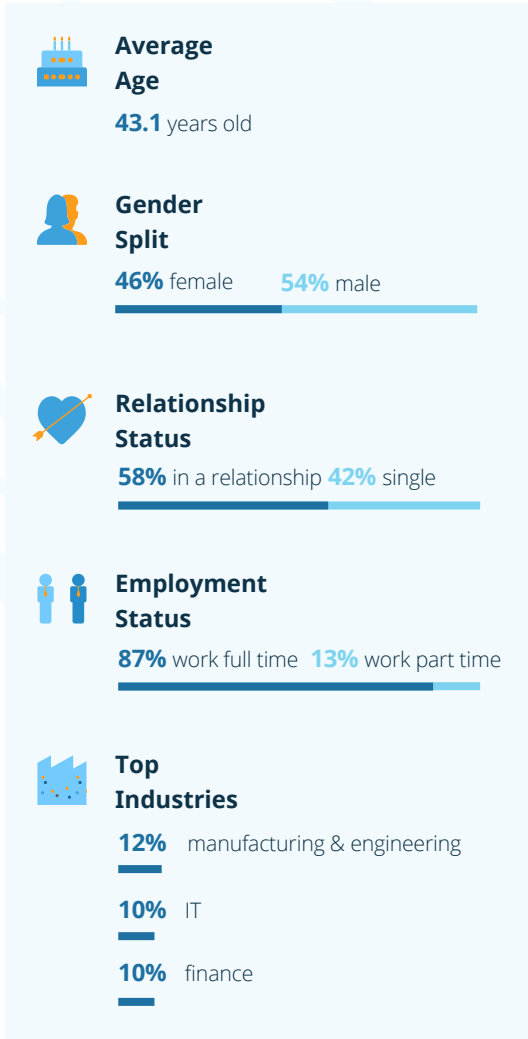 Average
Age
43.1 years old
Gender
Split
46% female 54% male
Relationship
Status
58% in a relationship 42% single
Employment
Status
87% work full time 13% work part time
Top
Industries
12% manufacturing & engineering
10% IT
10% finance